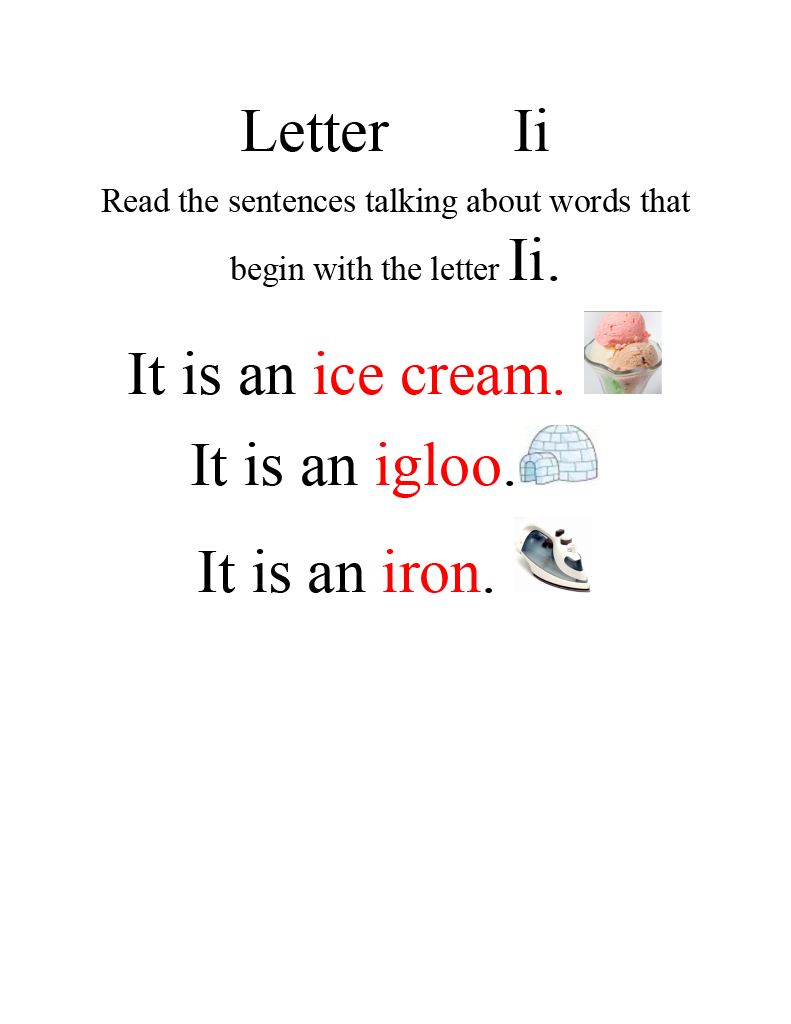 Letter Ii
Read the sentences talking about words that
begin with the letter Ii.
It is an ice cream.
It is an igloo.
It is an iron.